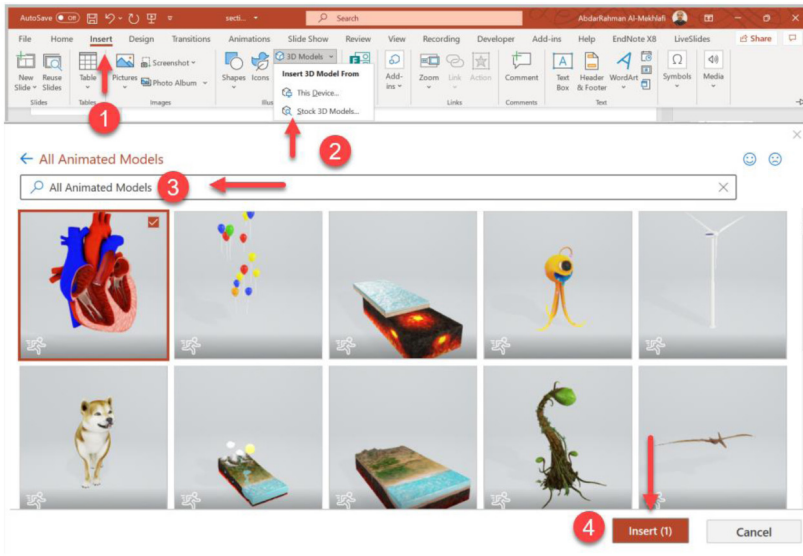 AutoSave Off secti... Search AbdarRahman Al-Mekhlafi
File Home Insert Design Transitions Animations Slide Show Review View Recording Developer Add-ins Help EndNote X8 LiveSlides Share
New Slide Reuse Slides Table Pictures Screenshot Photo Album Shapes Icons 3D Models Add-ins Zoom Link Action Comment Text Box Header & Footer WordArt Symbols Media
Insert 3D Model From
This Device...
Stock 3D Models...
Slides Tables Images Illus Links Comments Text
1
2
All Animated Models
All Animated Models 3
4 Insert (1) Cancel